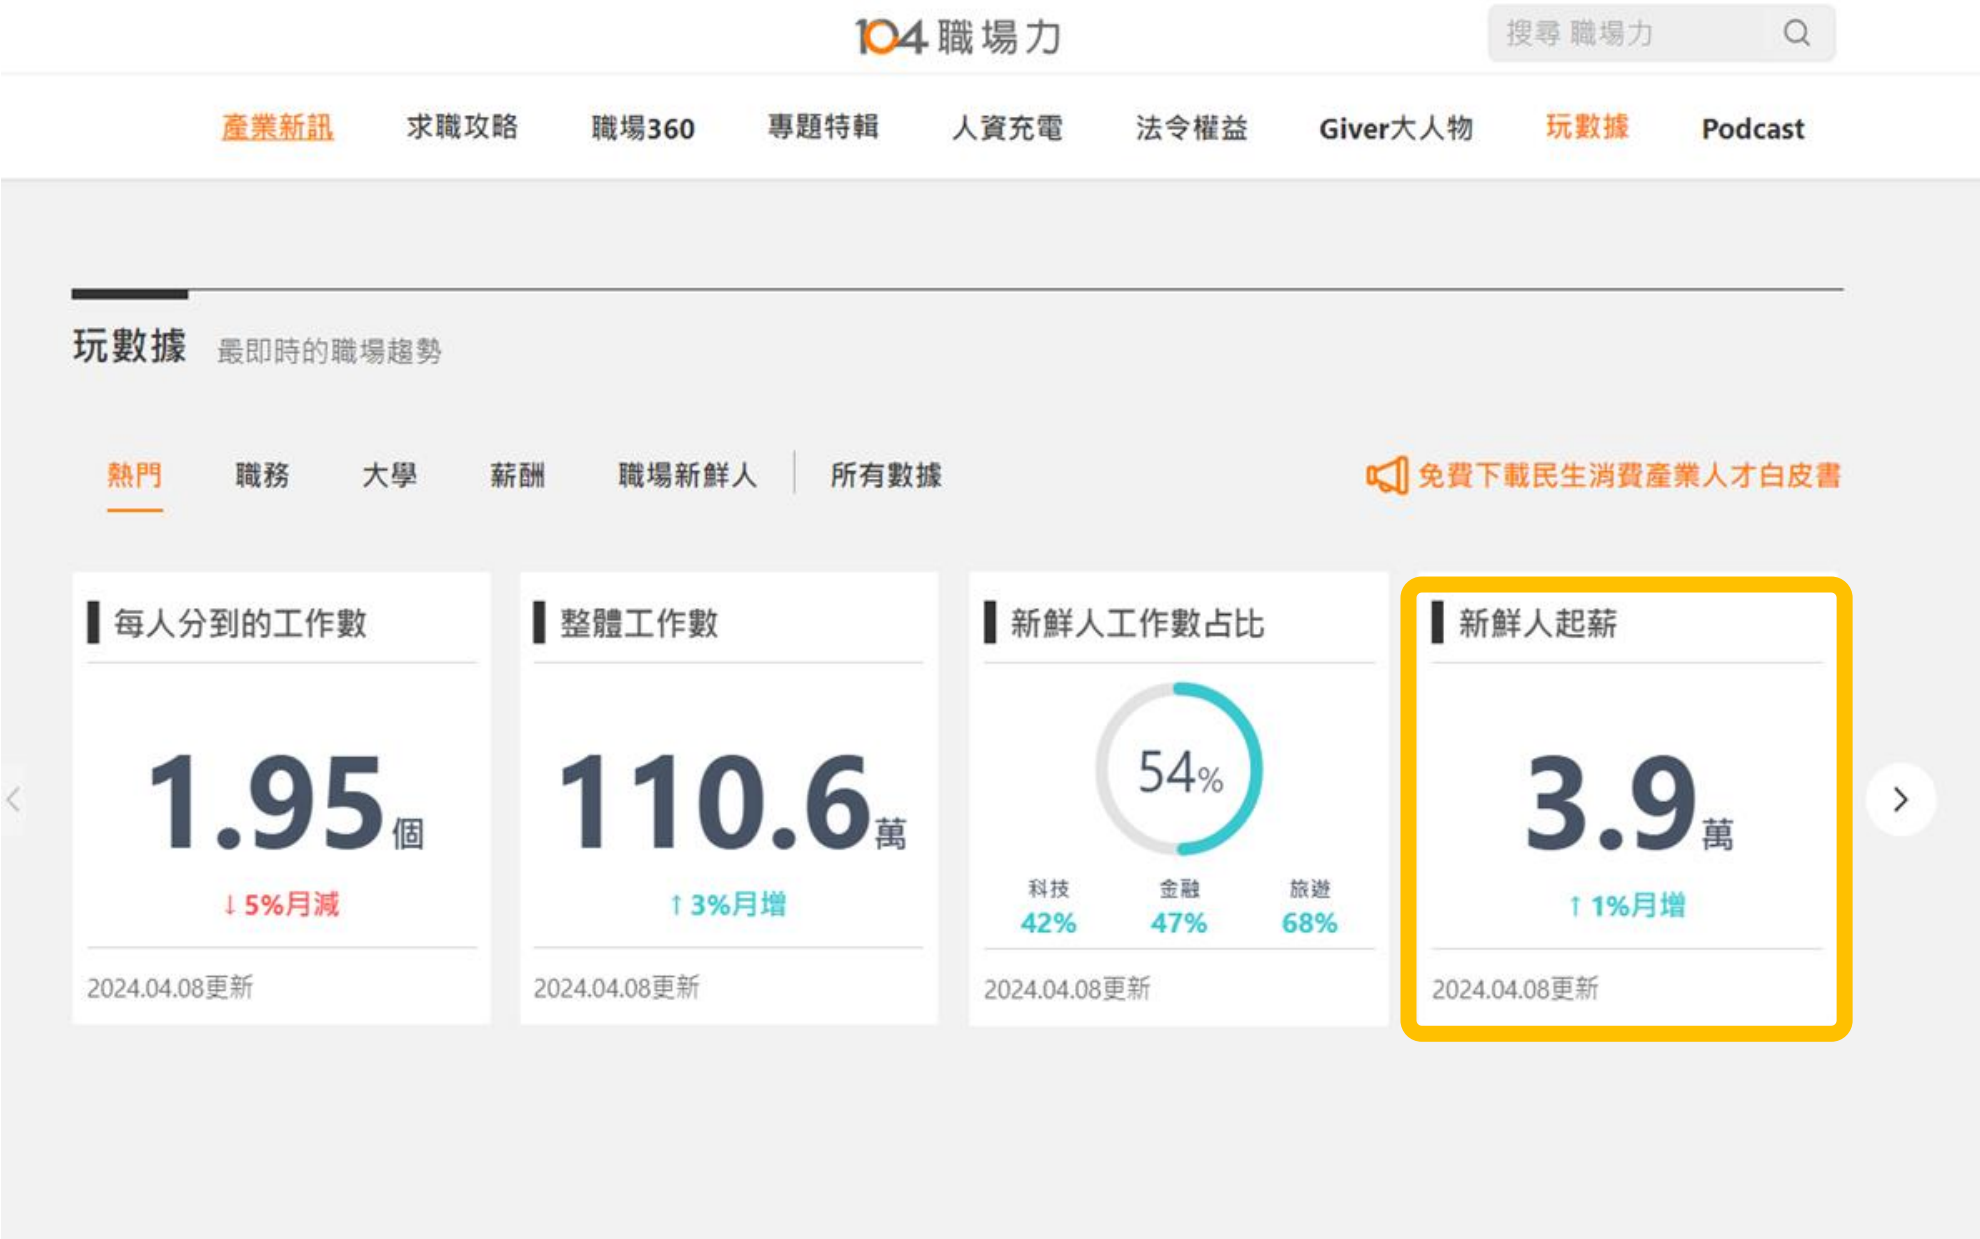 104職場力
搜尋 職場力
產業新訊 求職攻略 職場360 專題特輯 人資充電 法令權益 Giver大人物 玩數據 Podcast
玩數據 最即時的職場趨勢
熱門 職務 大學 薪酬 職場新鮮人 所有數據 免費下載民生消費產業人才白皮書
每人分到的工作數
1.95個
↓5%月減
2024.04.08更新
整體工作數
110.6萬
↑3%月增
2024.04.08更新
新鮮人工作數占比
54%
科技 金融 旅遊
42% 47% 68%
2024.04.08更新
新鮮人起薪
3.9萬
↑1%月增
2024.04.08更新